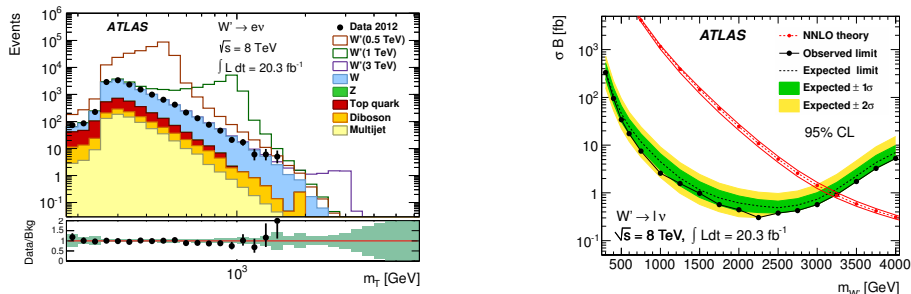 Events
10⁶
10⁵
10⁴
10³
10²
10
1
10⁻¹
10⁻²
10⁻³
ATLAS
W' → eν
√s = 8 TeV
∫ L dt = 20.3 fb⁻¹
Data 2012
W'(0.5 TeV)
W'(1 TeV)
W'(3 TeV)
W
Z
Top quark
Diboson
Multijet
Data/Bkg
2
1.5
1
0.5
0
10³
m_T [GeV]
σ B [fb]
10³
10²
10
1
10⁻¹
ATLAS
NNLO theory
Observed limit
Expected limit
Expected ± 1σ
Expected ± 2σ
95% CL
W' → l ν
√s = 8 TeV, ∫ Ldt = 20.3 fb⁻¹
500 1000 1500 2000 2500 3000 3500 4000
m_W' [GeV]